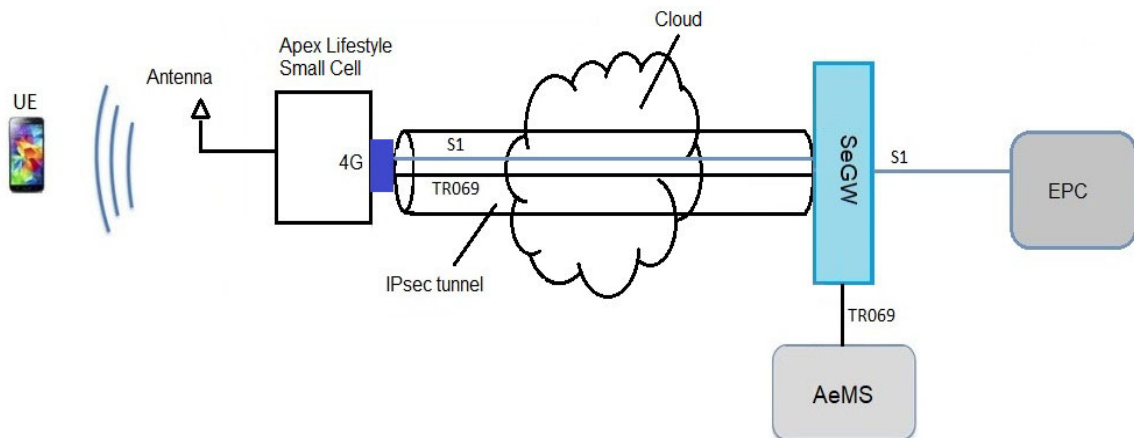 Cloud
Apex Lifestyle
Small Cell
Antenna
UE
4G
S1
TR069
IPsec tunnel
SeGW
S1
EPC
TR069
AeMS